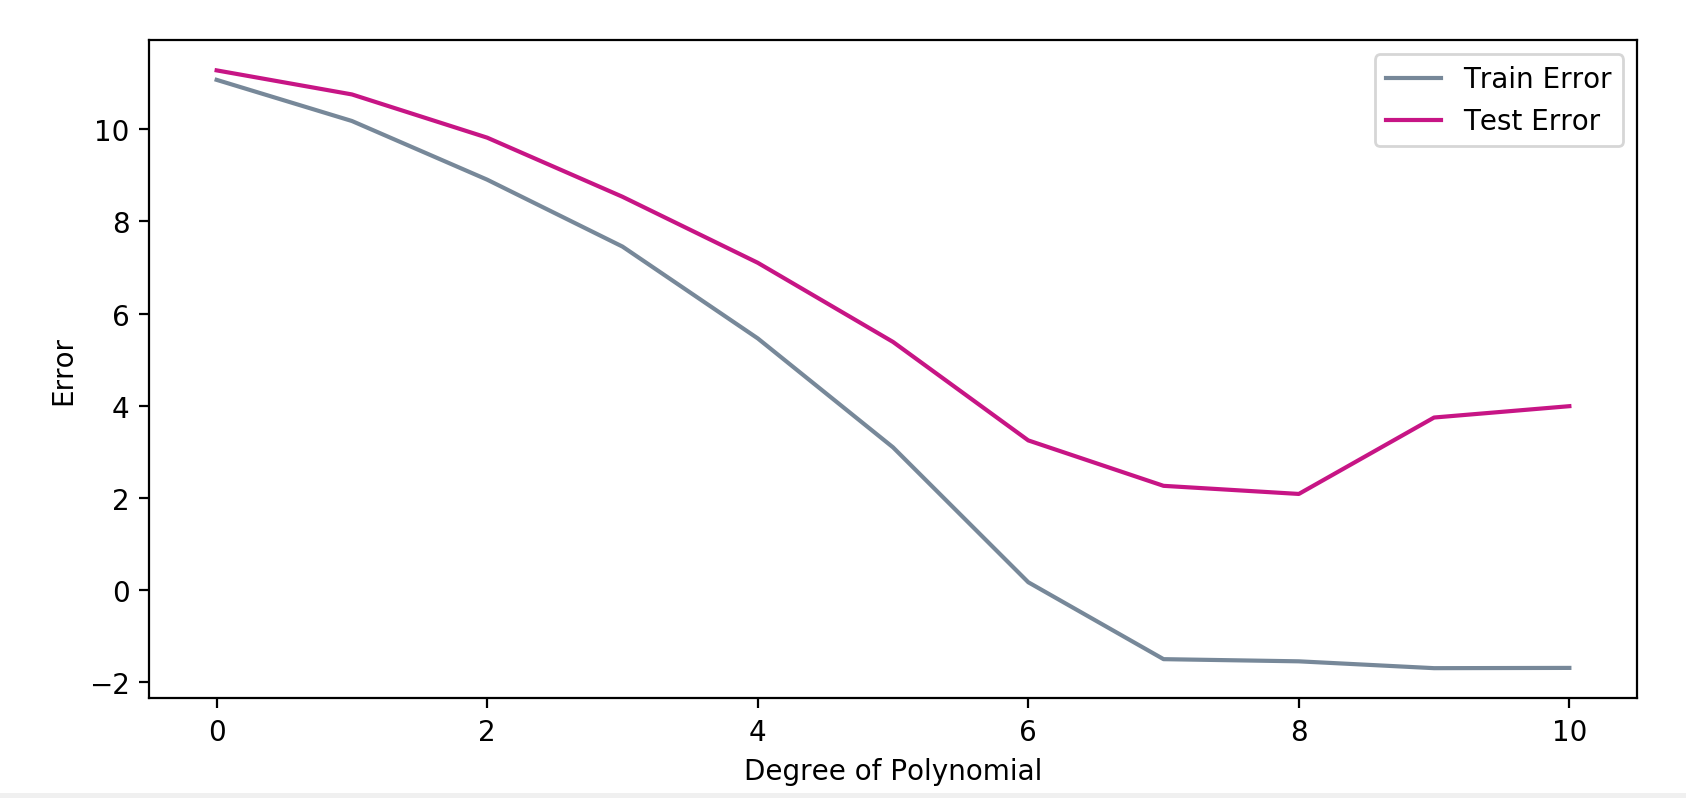 Train Error
Test Error
10
8
6
4
2
0
−2
Error
0 2 4 6 8 10
Degree of Polynomial